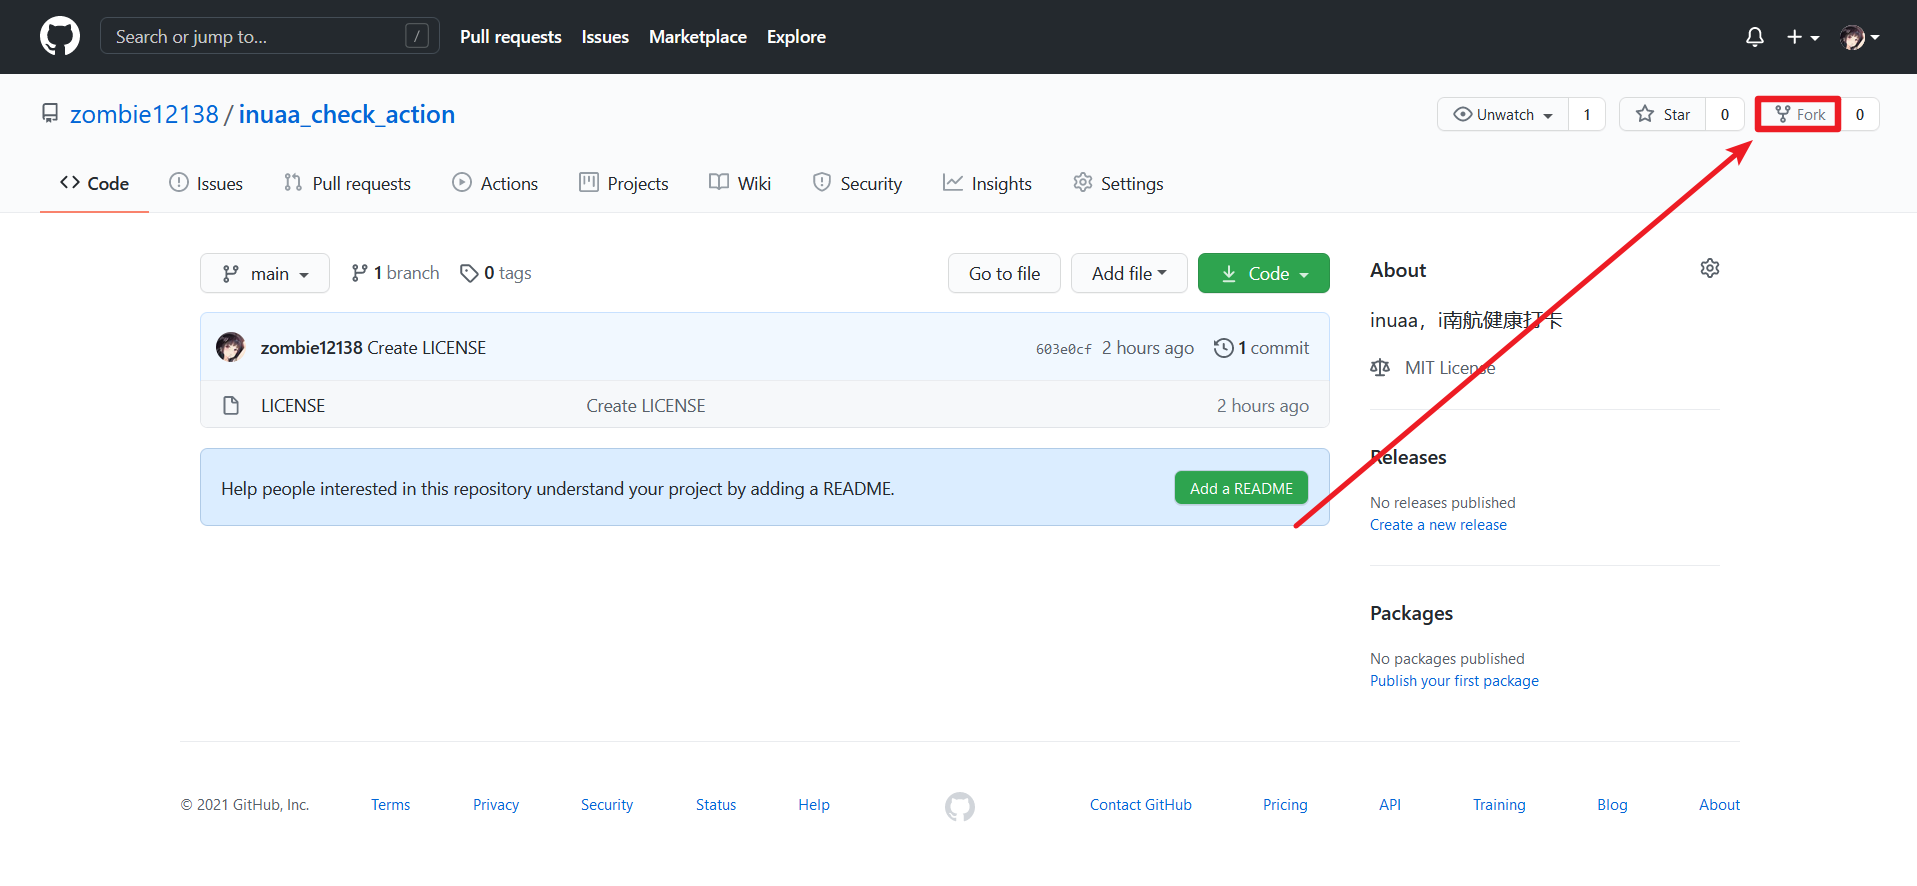 Search or jump to... /
Pull requests Issues Marketplace Explore
zombie12138 / inuaa_check_action
Unwatch 1 Star 0 Fork 0
Code Issues Pull requests Actions Projects Wiki Security Insights Settings
main 1 branch 0 tags Go to file Add file Code
zombie12138 Create LICENSE 603e0cf 2 hours ago 1 commit
LICENSE Create LICENSE 2 hours ago
Help people interested in this repository understand your project by adding a README. Add a README
About
inuaa，i南航健康打卡
MIT License
Releases
No releases published
Create a new release
Packages
No packages published
Publish your first package
© 2021 GitHub, Inc. Terms Privacy Security Status Help Contact GitHub Pricing API Training Blog About